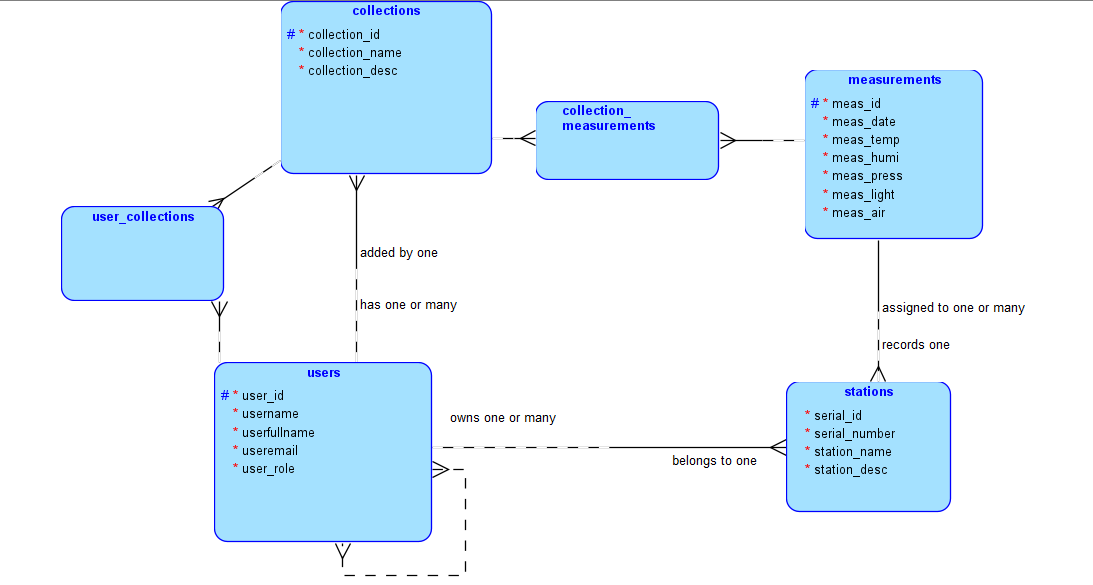 collections
# * collection_id
* collection_name
* collection_desc
collection_
measurements
measurements
# * meas_id
* meas_date
* meas_temp
* meas_humi
* meas_press
* meas_light
* meas_air
user_collections
added by one
has one or many
assigned to one or many
records one
users
# * user_id
* username
* userfullname
* useremail
* user_role
owns one or many
belongs to one
stations
* serial_id
* serial_number
* station_name
* station_desc